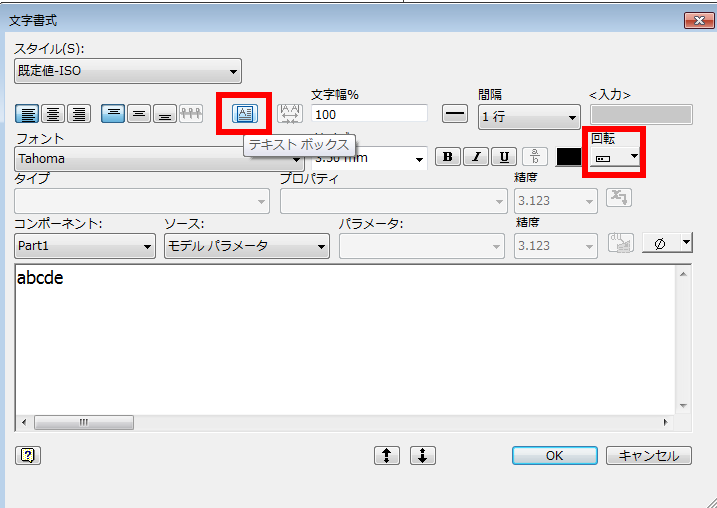 文字書式
スタイル(S):
既定値-ISO
文字幅%
間隔
<入力>
100
1 行
フォント
回転
テキスト ボックス
Tahoma
3.50 mm
B I U
a/b
タイプ
プロパティ
精度
3.123
コンポーネント:
ソース:
パラメータ:
精度
Part1
モデル パラメータ
3.123
abcde
OK
キャンセル